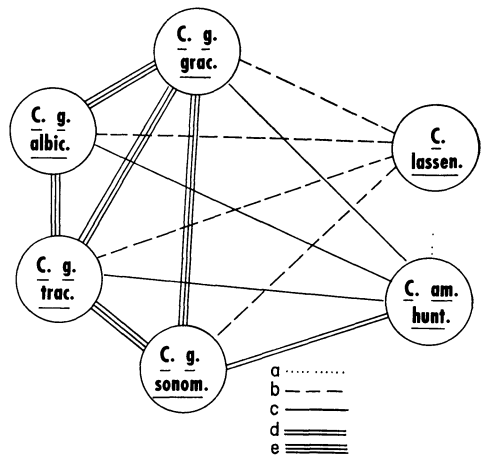 C. g.
grac.
C. g.
albic.
C.
lassen.
C. g.
trac.
C. am.
hunt.
C. g.
sonom.
a
b
c
d
e